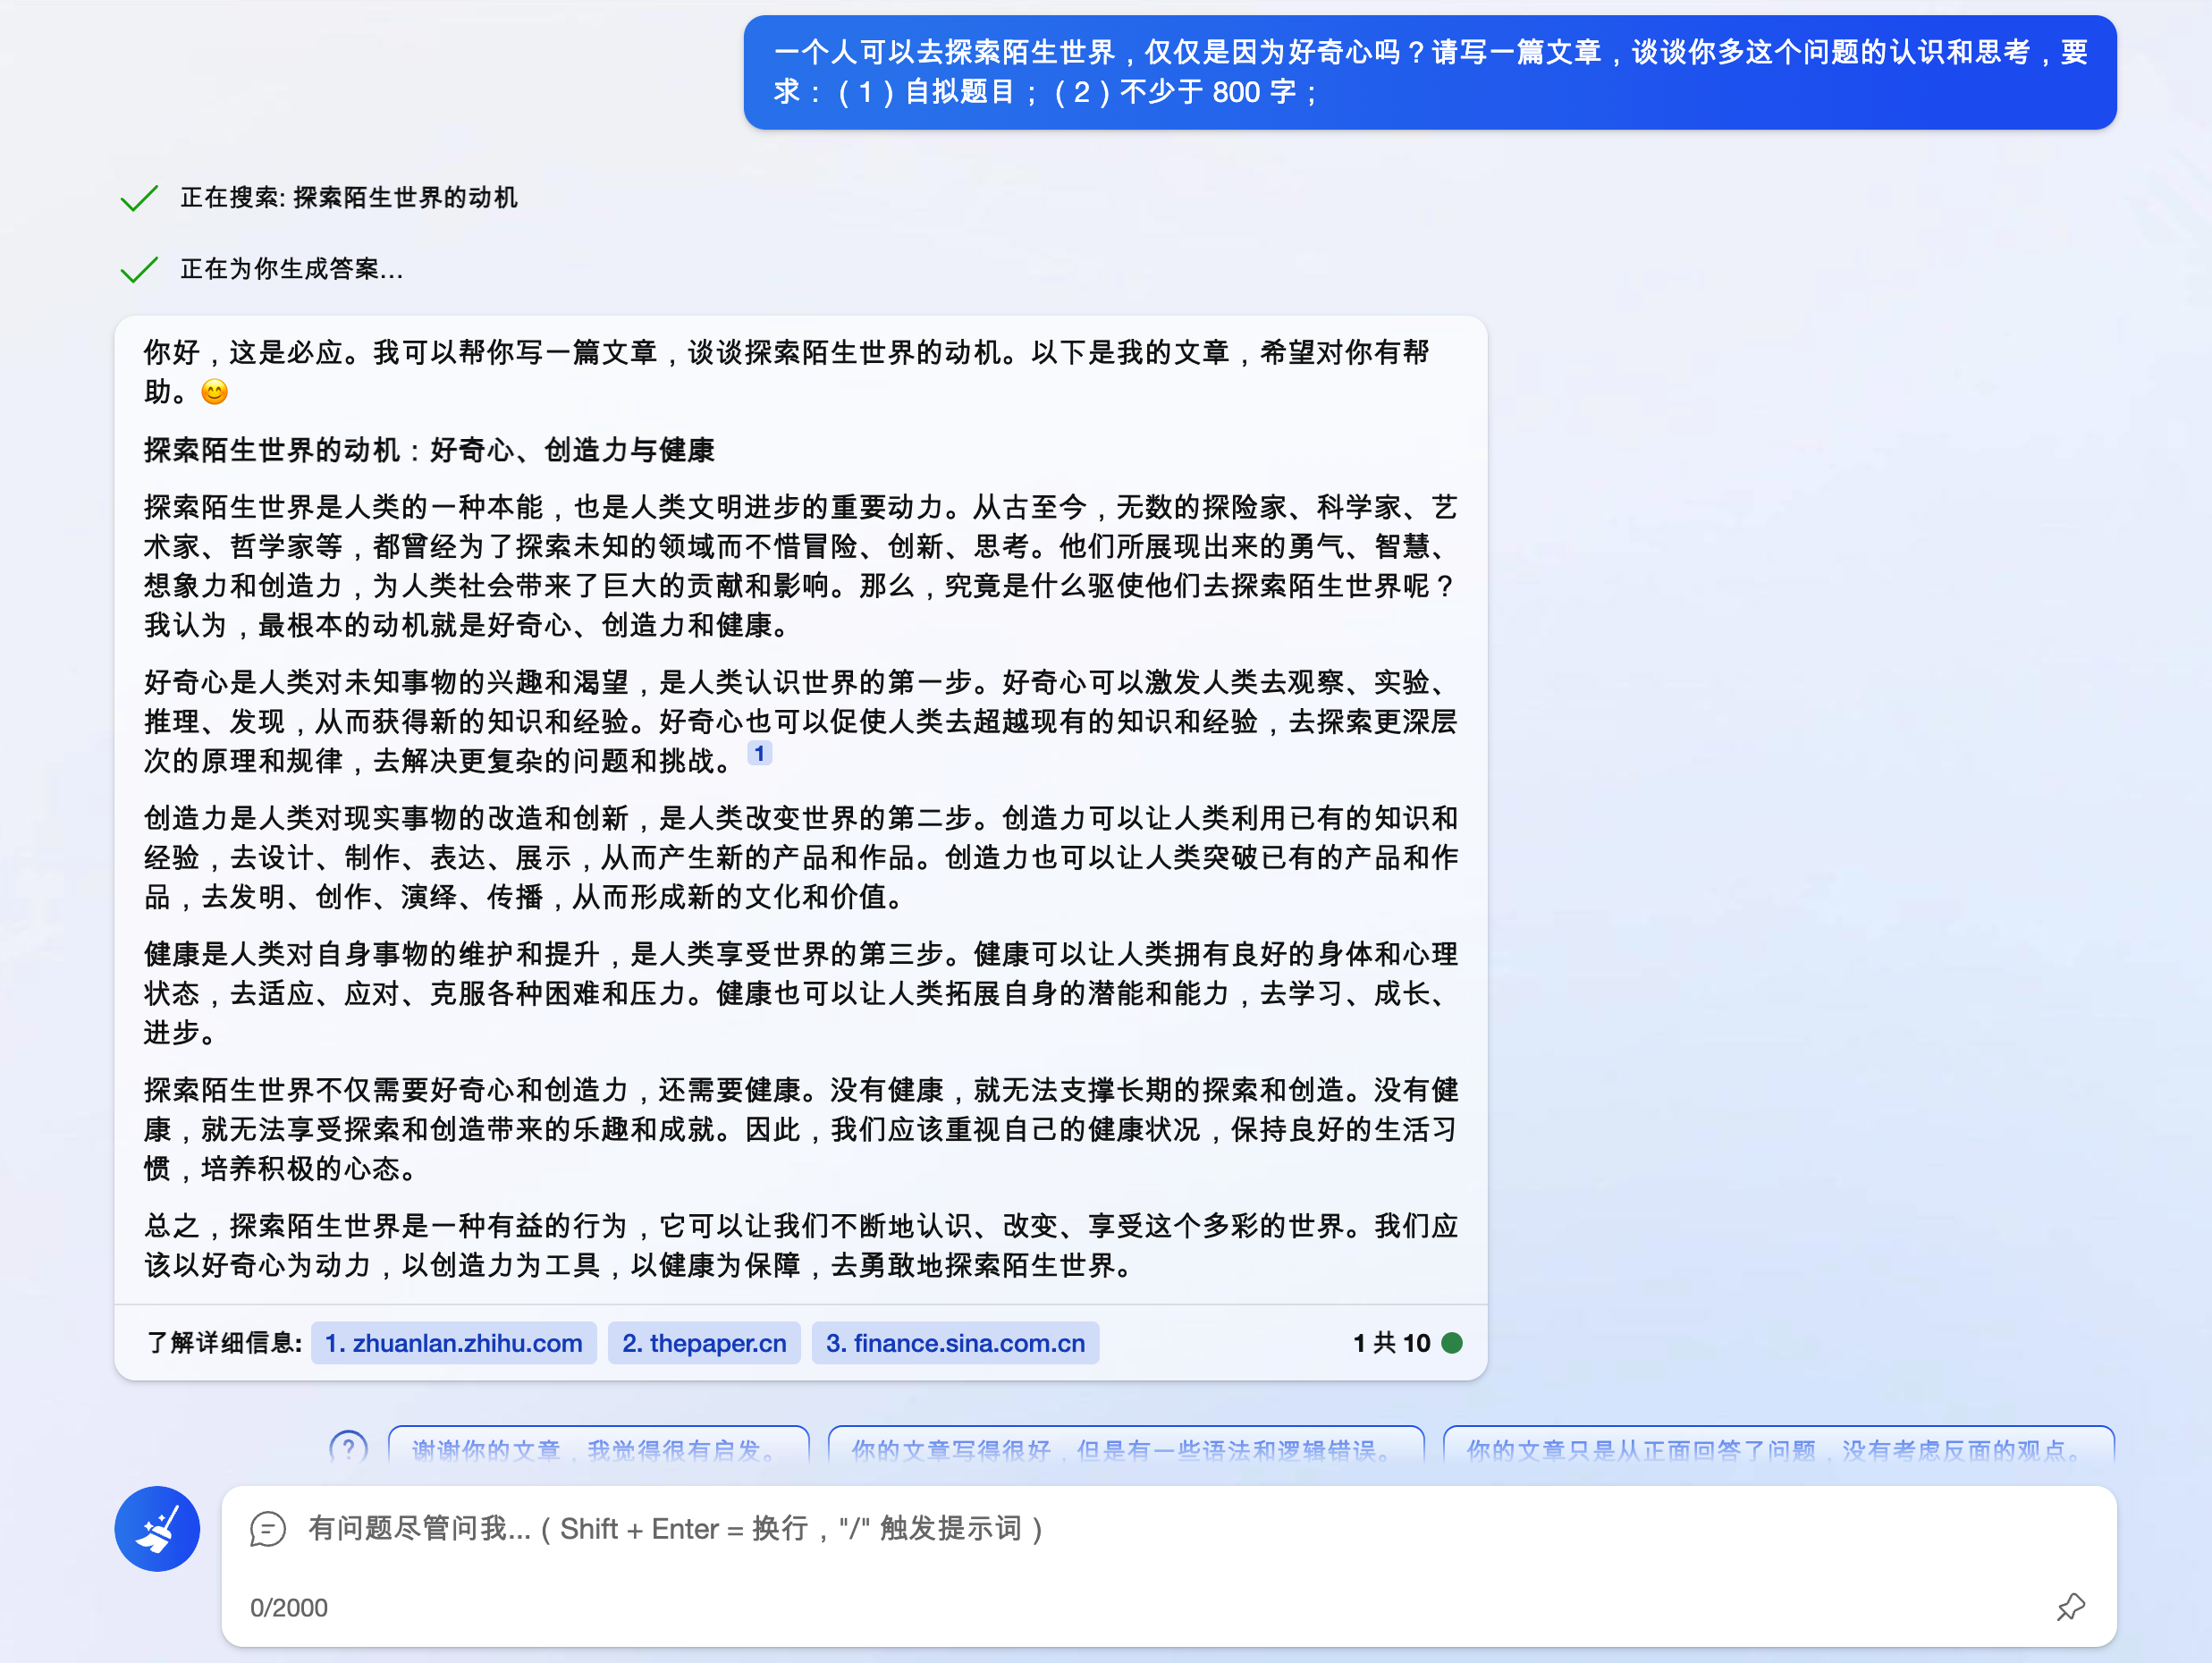 一个人可以去探索陌生世界，仅仅是因为好奇心吗？请写一篇文章，谈谈你多这个问题的认识和思考，要
求：（1）自拟题目；（2）不少于 800 字；
正在搜索: 探索陌生世界的动机
正在为你生成答案...
你好，这是必应。我可以帮你写一篇文章，谈谈探索陌生世界的动机。以下是我的文章，希望对你有帮
助。😊
探索陌生世界的动机：好奇心、创造力与健康
探索陌生世界是人类的一种本能，也是人类文明进步的重要动力。从古至今，无数的探险家、科学家、艺
术家、哲学家等，都曾经为了探索未知的领域而不惜冒险、创新、思考。他们所展现出来的勇气、智慧、
想象力和创造力，为人类社会带来了巨大的贡献和影响。那么，究竟是什么驱使他们去探索陌生世界呢？
我认为，最根本的动机就是好奇心、创造力和健康。
好奇心是人类对未知事物的兴趣和渴望，是人类认识世界的第一步。好奇心可以激发人类去观察、实验、
推理、发现，从而获得新的知识和经验。好奇心也可以促使人类去超越现有的知识和经验，去探索更深层
次的原理和规律，去解决更复杂的问题和挑战。 1
创造力是人类对现实事物的改造和创新，是人类改变世界的第二步。创造力可以让人类利用已有的知识和
经验，去设计、制作、表达、展示，从而产生新的产品和作品。创造力也可以让人类突破已有的产品和作
品，去发明、创作、演绎、传播，从而形成新的文化和价值。
健康是人类对自身事物的维护和提升，是人类享受世界的第三步。健康可以让人类拥有良好的身体和心理
状态，去适应、应对、克服各种困难和压力。健康也可以让人类拓展自身的潜能和能力，去学习、成长、
进步。
探索陌生世界不仅需要好奇心和创造力，还需要健康。没有健康，就无法支撑长期的探索和创造。没有健
康，就无法享受探索和创造带来的乐趣和成就。因此，我们应该重视自己的健康状况，保持良好的生活习
惯，培养积极的心态。
总之，探索陌生世界是一种有益的行为，它可以让我们不断地认识、改变、享受这个多彩的世界。我们应
该以好奇心为动力，以创造力为工具，以健康为保障，去勇敢地探索陌生世界。
了解详细信息: 1. zhuanlan.zhihu.com 2. thepaper.cn 3. finance.sina.com.cn 1 共 10
谢谢你的文章，我觉得很有启发。 你的文章写得很好，但是有一些语法和逻辑错误。 你的文章只是从正面回答了问题，没有考虑反面的观点。
有问题尽管问我...（Shift + Enter = 换行，"/" 触发提示词）
0/2000